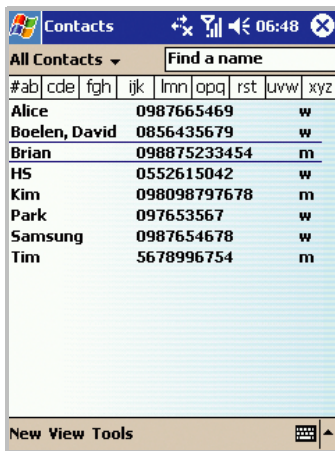 Contacts 06:48
All Contacts Find a name
#ab cde fgh ijk lmn opq rst uvw xyz
Alice 0987665469 w
Boelen, David 0856435679 w
Brian 098875233454 m
HS 0552615042 w
Kim 098098797678 m
Park 097653567 w
Samsung 0987654678 w
Tim 5678996754 m
New View Tools